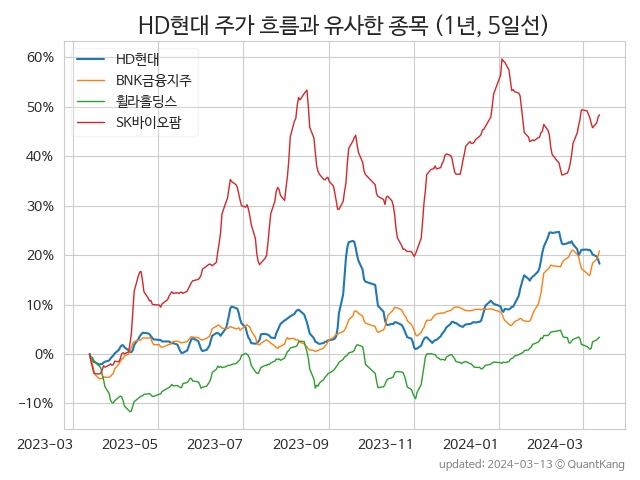 HD현대 주가 흐름과 유사한 종목 (1년, 5일선)
HD현대
BNK금융지주
휠라홀딩스
SK바이오팜
60%
50%
40%
30%
20%
10%
0%
−10%
2023-03 2023-05 2023-07 2023-09 2023-11 2024-01 2024-03
updated: 2024-03-13 ⓒ QuantKang